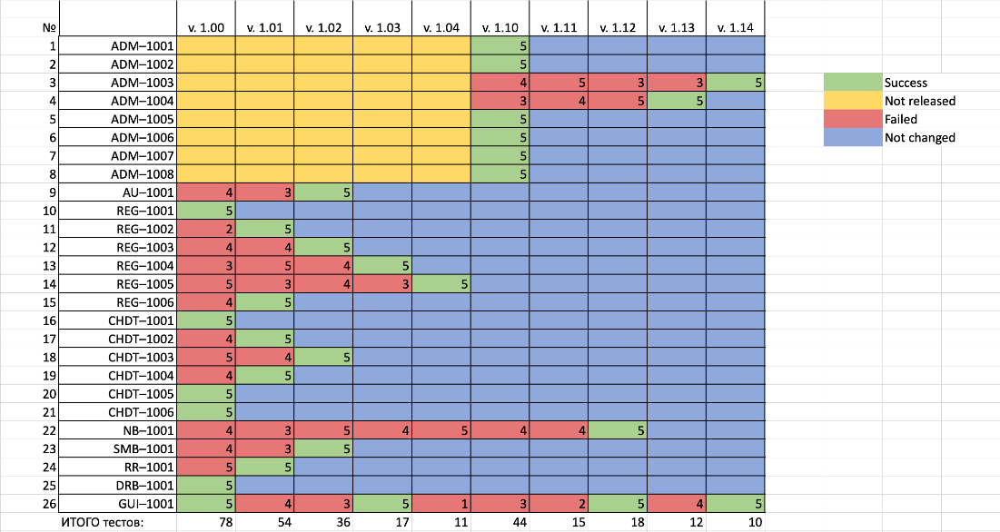 № v. 1.00 v. 1.01 v. 1.02 v. 1.03 v. 1.04 v. 1.10 v. 1.11 v. 1.12 v. 1.13 v. 1.14
1 ADM–1001 5
2 ADM–1002 5
3 ADM–1003 4 5 3 3 5
4 ADM–1004 3 4 5 5
5 ADM–1005 5
6 ADM–1006 5
7 ADM–1007 5
8 ADM–1008 5
9 AU–1001 4 3 5
10 REG–1001 5
11 REG–1002 2 5
12 REG–1003 4 4 5
13 REG–1004 3 5 4 5
14 REG–1005 5 3 4 3 5
15 REG–1006 4 5
16 CHDT–1001 5
17 CHDT–1002 4 5
18 CHDT–1003 5 4 5
19 CHDT–1004 4 5
20 CHDT–1005 5
21 CHDT–1006 5
22 NB–1001 4 3 5 4 5 4 4 5
23 SMB–1001 4 3 5
24 RR–1001 5 5
25 DRB–1001 5
26 GUI–1001 5 4 3 5 1 3 2 5 4 5
ИТОГО тестов: 78 54 36 17 11 44 15 18 12 10
Success
Not released
Failed
Not changed